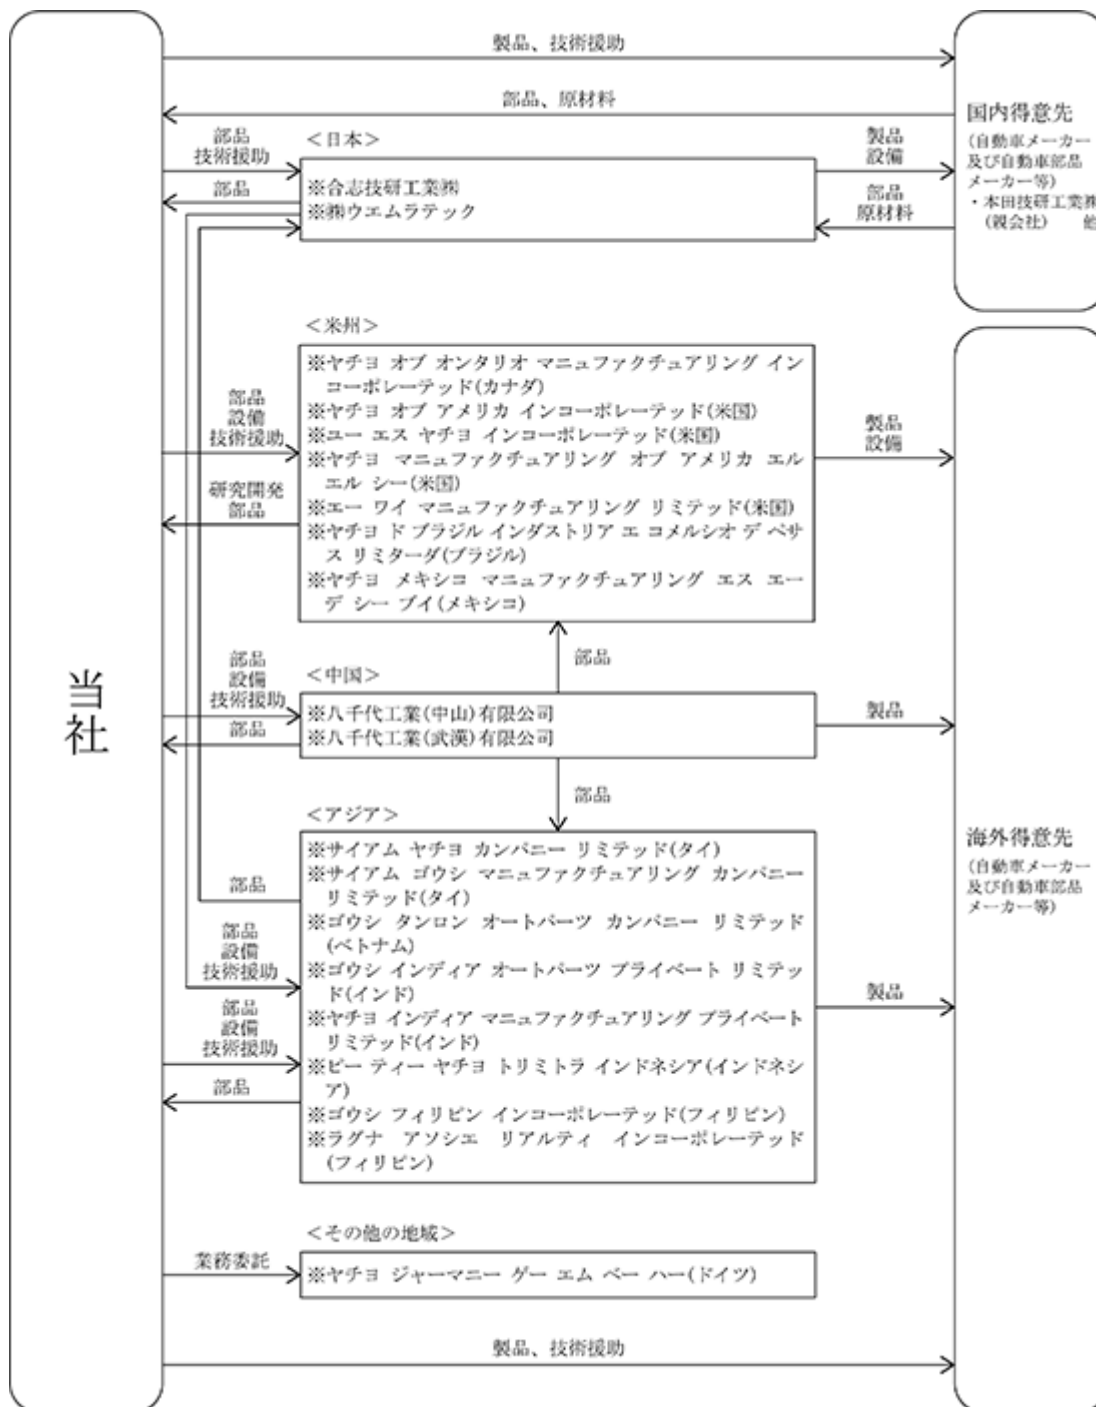 製品、技術援助
部品、原材料
国内得意先
(自動車メーカー
及び自動車部品
メーカー等)
・本田技研工業㈱
(親会社)　他
部品
技術援助
＜日本＞
部品
※合志技研工業㈱
※㈱ウエムラテック
製品
設備
部品
原材料
＜米州＞
部品
設備
技術援助
研究開発
部品
※ヤチヨ オブ オンタリオ マニュファクチュアリング イン
コーポレーテッド(カナダ)
※ヤチヨ オブ アメリカ インコーポレーテッド(米国)
※ユー エス ヤチヨ インコーポレーテッド(米国)
※ヤチヨ マニュファクチュアリング オブ アメリカ エル
エル シー(米国)
※エー ワイ マニュファクチュアリング リミテッド(米国)
※ヤチヨ ド ブラジル インダストリア エ コメルシオ デ ペサ
ス リミターダ(ブラジル)
※ヤチヨ メキシコ マニュファクチュアリング エス エー
デ シー ブイ(メキシコ)
製品
設備
部品
当社
部品
設備
技術援助
部品
＜中国＞
※八千代工業(中山)有限公司
※八千代工業(武漢)有限公司
製品
部品
＜アジア＞
部品
部品
設備
技術援助
部品
設備
技術援助
部品
※サイアム ヤチヨ カンパニー リミテッド(タイ)
※サイアム ゴウシ マニュファクチュアリング カンパニー
リミテッド(タイ)
※ゴウシ タンロン オートパーツ カンパニー リミテッド
(ベトナム)
※ゴウシ インディア オートパーツ プライベート リミテッ
ド(インド)
※ヤチヨ インディア マニュファクチュアリング プライベート
リミテッド(インド)
※ピー ティー ヤチヨ トリミトラ インドネシア(インドネシ
ア)
※ゴウシ フィリピン インコーポレーテッド(フィリピン)
※ラグナ アソシエ リアルティ インコーポレーテッド
(フィリピン)
製品
海外得意先
(自動車メーカー
及び自動車部品
メーカー等)
＜その他の地域＞
業務委託
※ヤチヨ ジャーマニー ゲー エム ベー ハー(ドイツ)
製品、技術援助